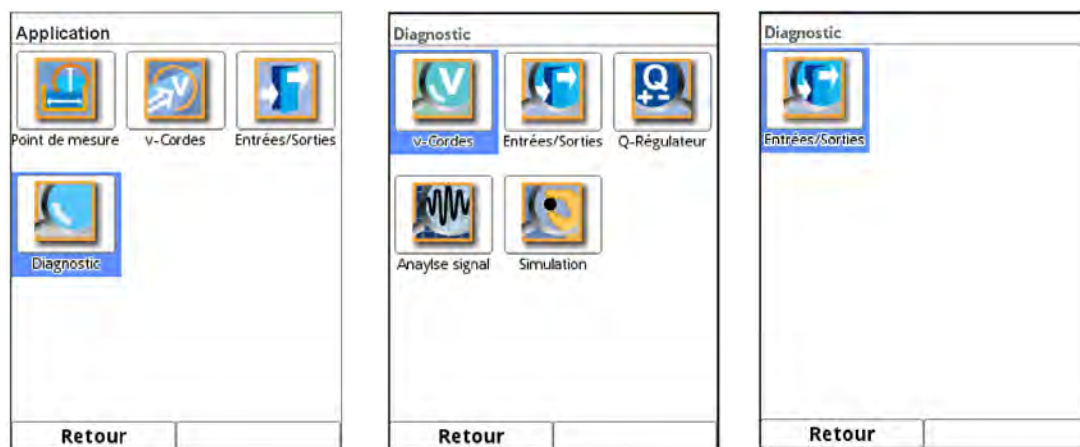 Application
Point de mesure
v-Cordes
Entrées/Sorties
Diagnostic
Retour
Diagnostic
v-Cordes
Entrées/Sorties
Q-Régulateur
Anaylse signal
Simulation
Retour
Diagnostic
Entrées/Sorties
Retour